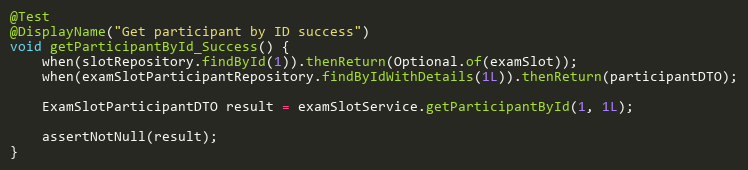 @Test
@DisplayName("Get participant by ID success")
void getParticipantById_Success() {
    when(slotRepository.findById(1)).thenReturn(Optional.of(examSlot));
    when(examSlotParticipantRepository.findByIdWithDetails(1L)).thenReturn(participantDTO);

    ExamSlotParticipantDTO result = examSlotService.getParticipantById(1, 1L);

    assertNotNull(result);
}